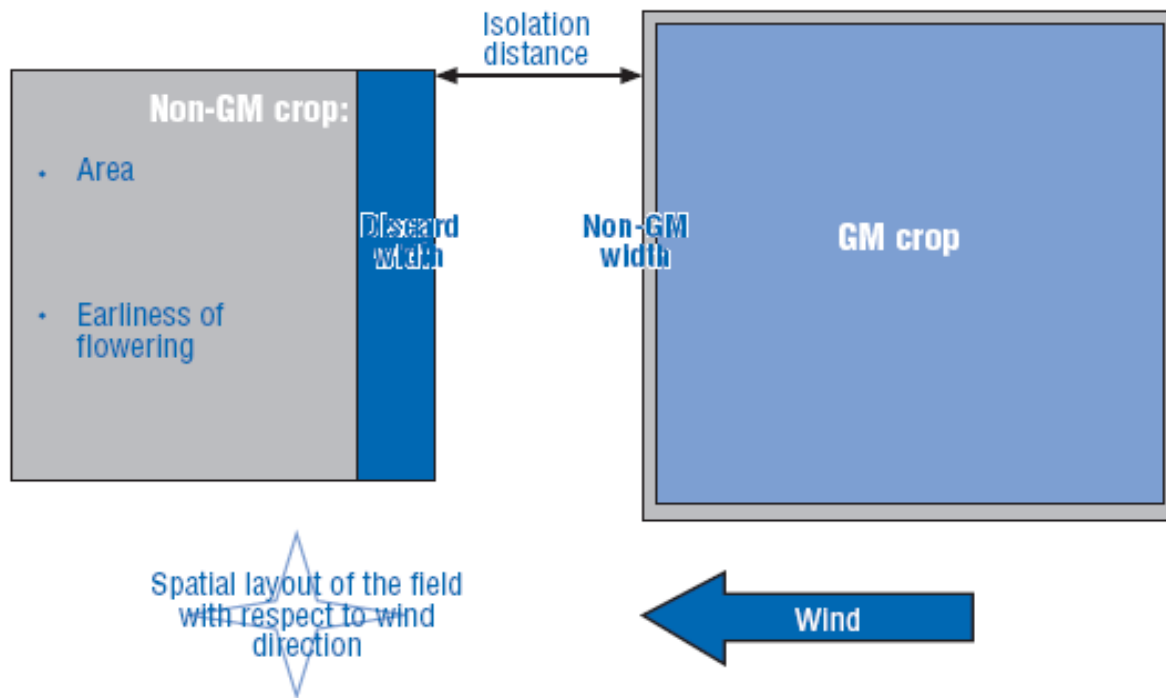 Isolation
distance
Non-GM crop:
• Area
• Earliness of
flowering
Discard
width
Non-GM
width
GM crop
Spatial layout of the field
with respect to wind
direction
Wind